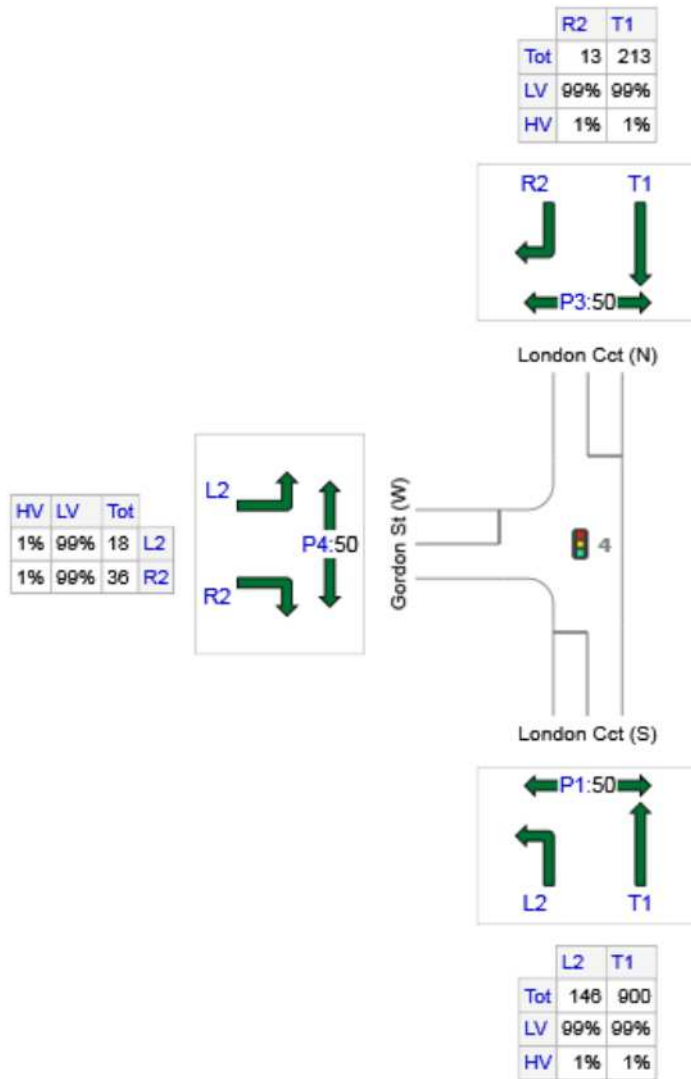 R2 T1
Tot 13 213
LV 99% 99%
HV 1% 1%
R2 T1
P3:50
London Cct (N)
HV LV Tot
1% 99% 18 L2
1% 99% 36 R2
L2
P4:50
R2
Gordon St (W)
4
London Cct (S)
P1:50
L2 T1
L2 T1
Tot 146 900
LV 99% 99%
HV 1% 1%